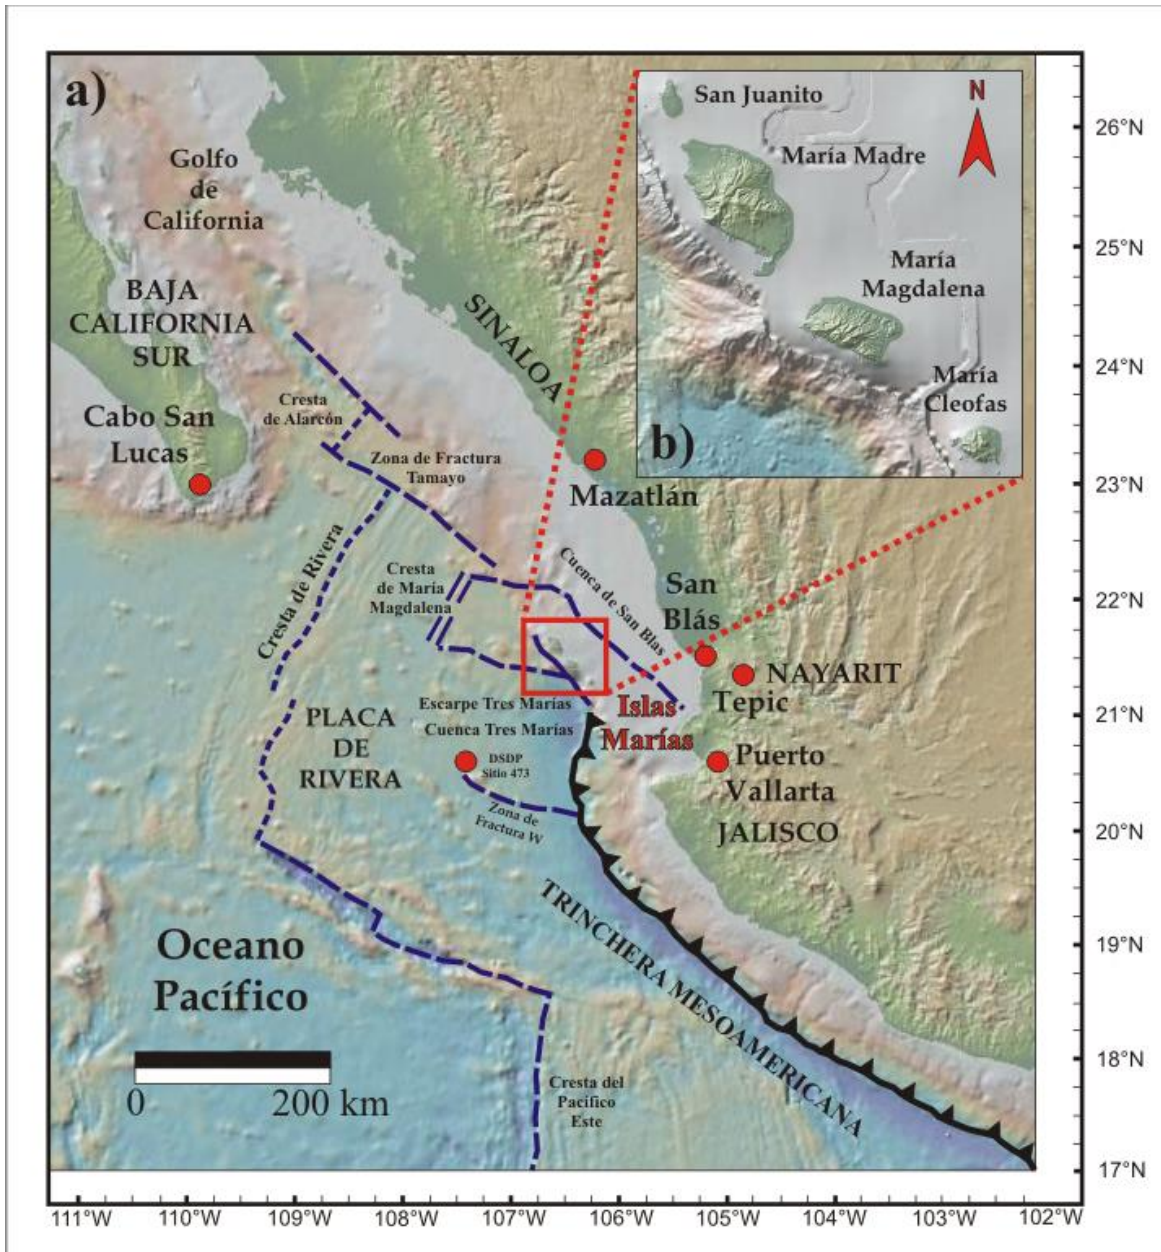 a)
Golfo
de
California
BAJA
CALIFORNIA
SUR
Cabo San
Lucas
Cresta
de Alarcón
Zona de Fractura
Tamayo
SINALOA
Mazatlán
Cresta de Rivera
Cresta
de María
Magdalena
Cuenca de San Blas
San
Blás
NAYARIT
Tepic
Islas
Marías
Escarpe Tres Marías
Cuenca Tres Marías
DSDP
Sitio 473
Zona de
Fractura W
PLACA
DE
RIVERA
Puerto
Vallarta
JALISCO
TRINCHERA MESOAMERICANA
Oceano
Pacífico
0 200 km
Cresta del
Pacífico
Este
San Juanito
N
María Madre
María
Magdalena
María
Cleofas
b)
26°N
25°N
24°N
23°N
22°N
21°N
20°N
19°N
18°N
17°N
111°W 110°W 109°W 108°W 107°W 106°W 105°W 104°W 103°W 102°W